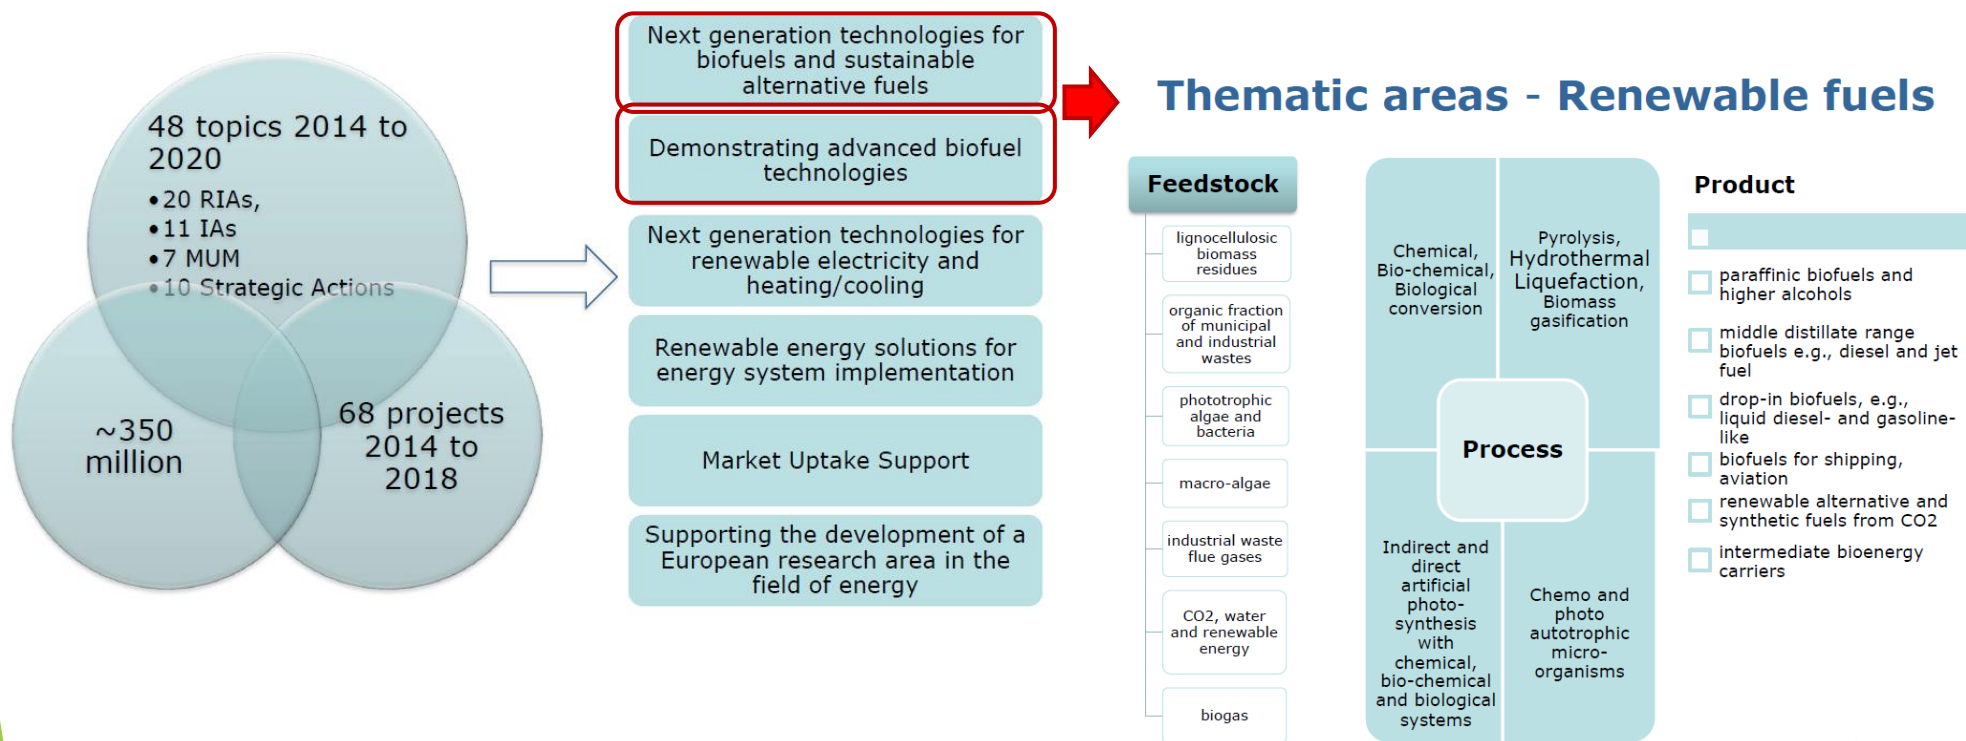 48 topics 2014 to
2020
•20 RIAs,
•11 IAs
•7 MUM
•10 Strategic Actions
~350
million
68 projects
2014 to
2018
Next generation technologies for
biofuels and sustainable
alternative fuels
Demonstrating advanced biofuel
technologies
Next generation technologies for
renewable electricity and
heating/cooling
Renewable energy solutions for
energy system implementation
Market Uptake Support
Supporting the development of a
European research area in the
field of energy
Thematic areas - Renewable fuels
Feedstock
lignocellulosic
biomass
residues
organic fraction
of municipal
and industrial
wastes
phototrophic
algae and
bacteria
macro-algae
industrial waste
flue gases
CO2, water
and renewable
energy
biogas
Chemical,
Bio-chemical,
Biological
conversion
Pyrolysis,
Hydrothermal
Liquefaction,
Biomass
gasification
Process
Indirect and
direct
artificial
photo-
synthesis
with
chemical,
bio-chemical
and biological
systems
Chemo and
photo
autotrophic
micro-
organisms
Product
paraffinic biofuels and
higher alcohols
middle distillate range
biofuels e.g., diesel and jet
fuel
drop-in biofuels, e.g.,
liquid diesel- and gasoline-
like
biofuels for shipping,
aviation
renewable alternative and
synthetic fuels from CO2
intermediate bioenergy
carriers